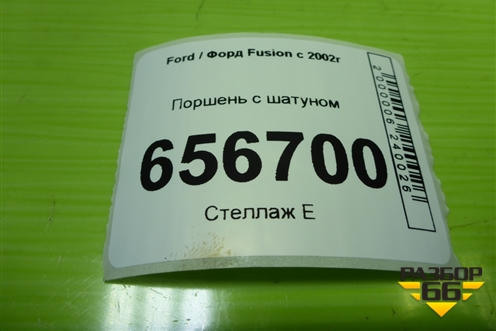 Ford / Форд Fusion с 2002г
Поршень с шатуном
656700
Стеллаж Е
2000006240026
РАЗБОР
66